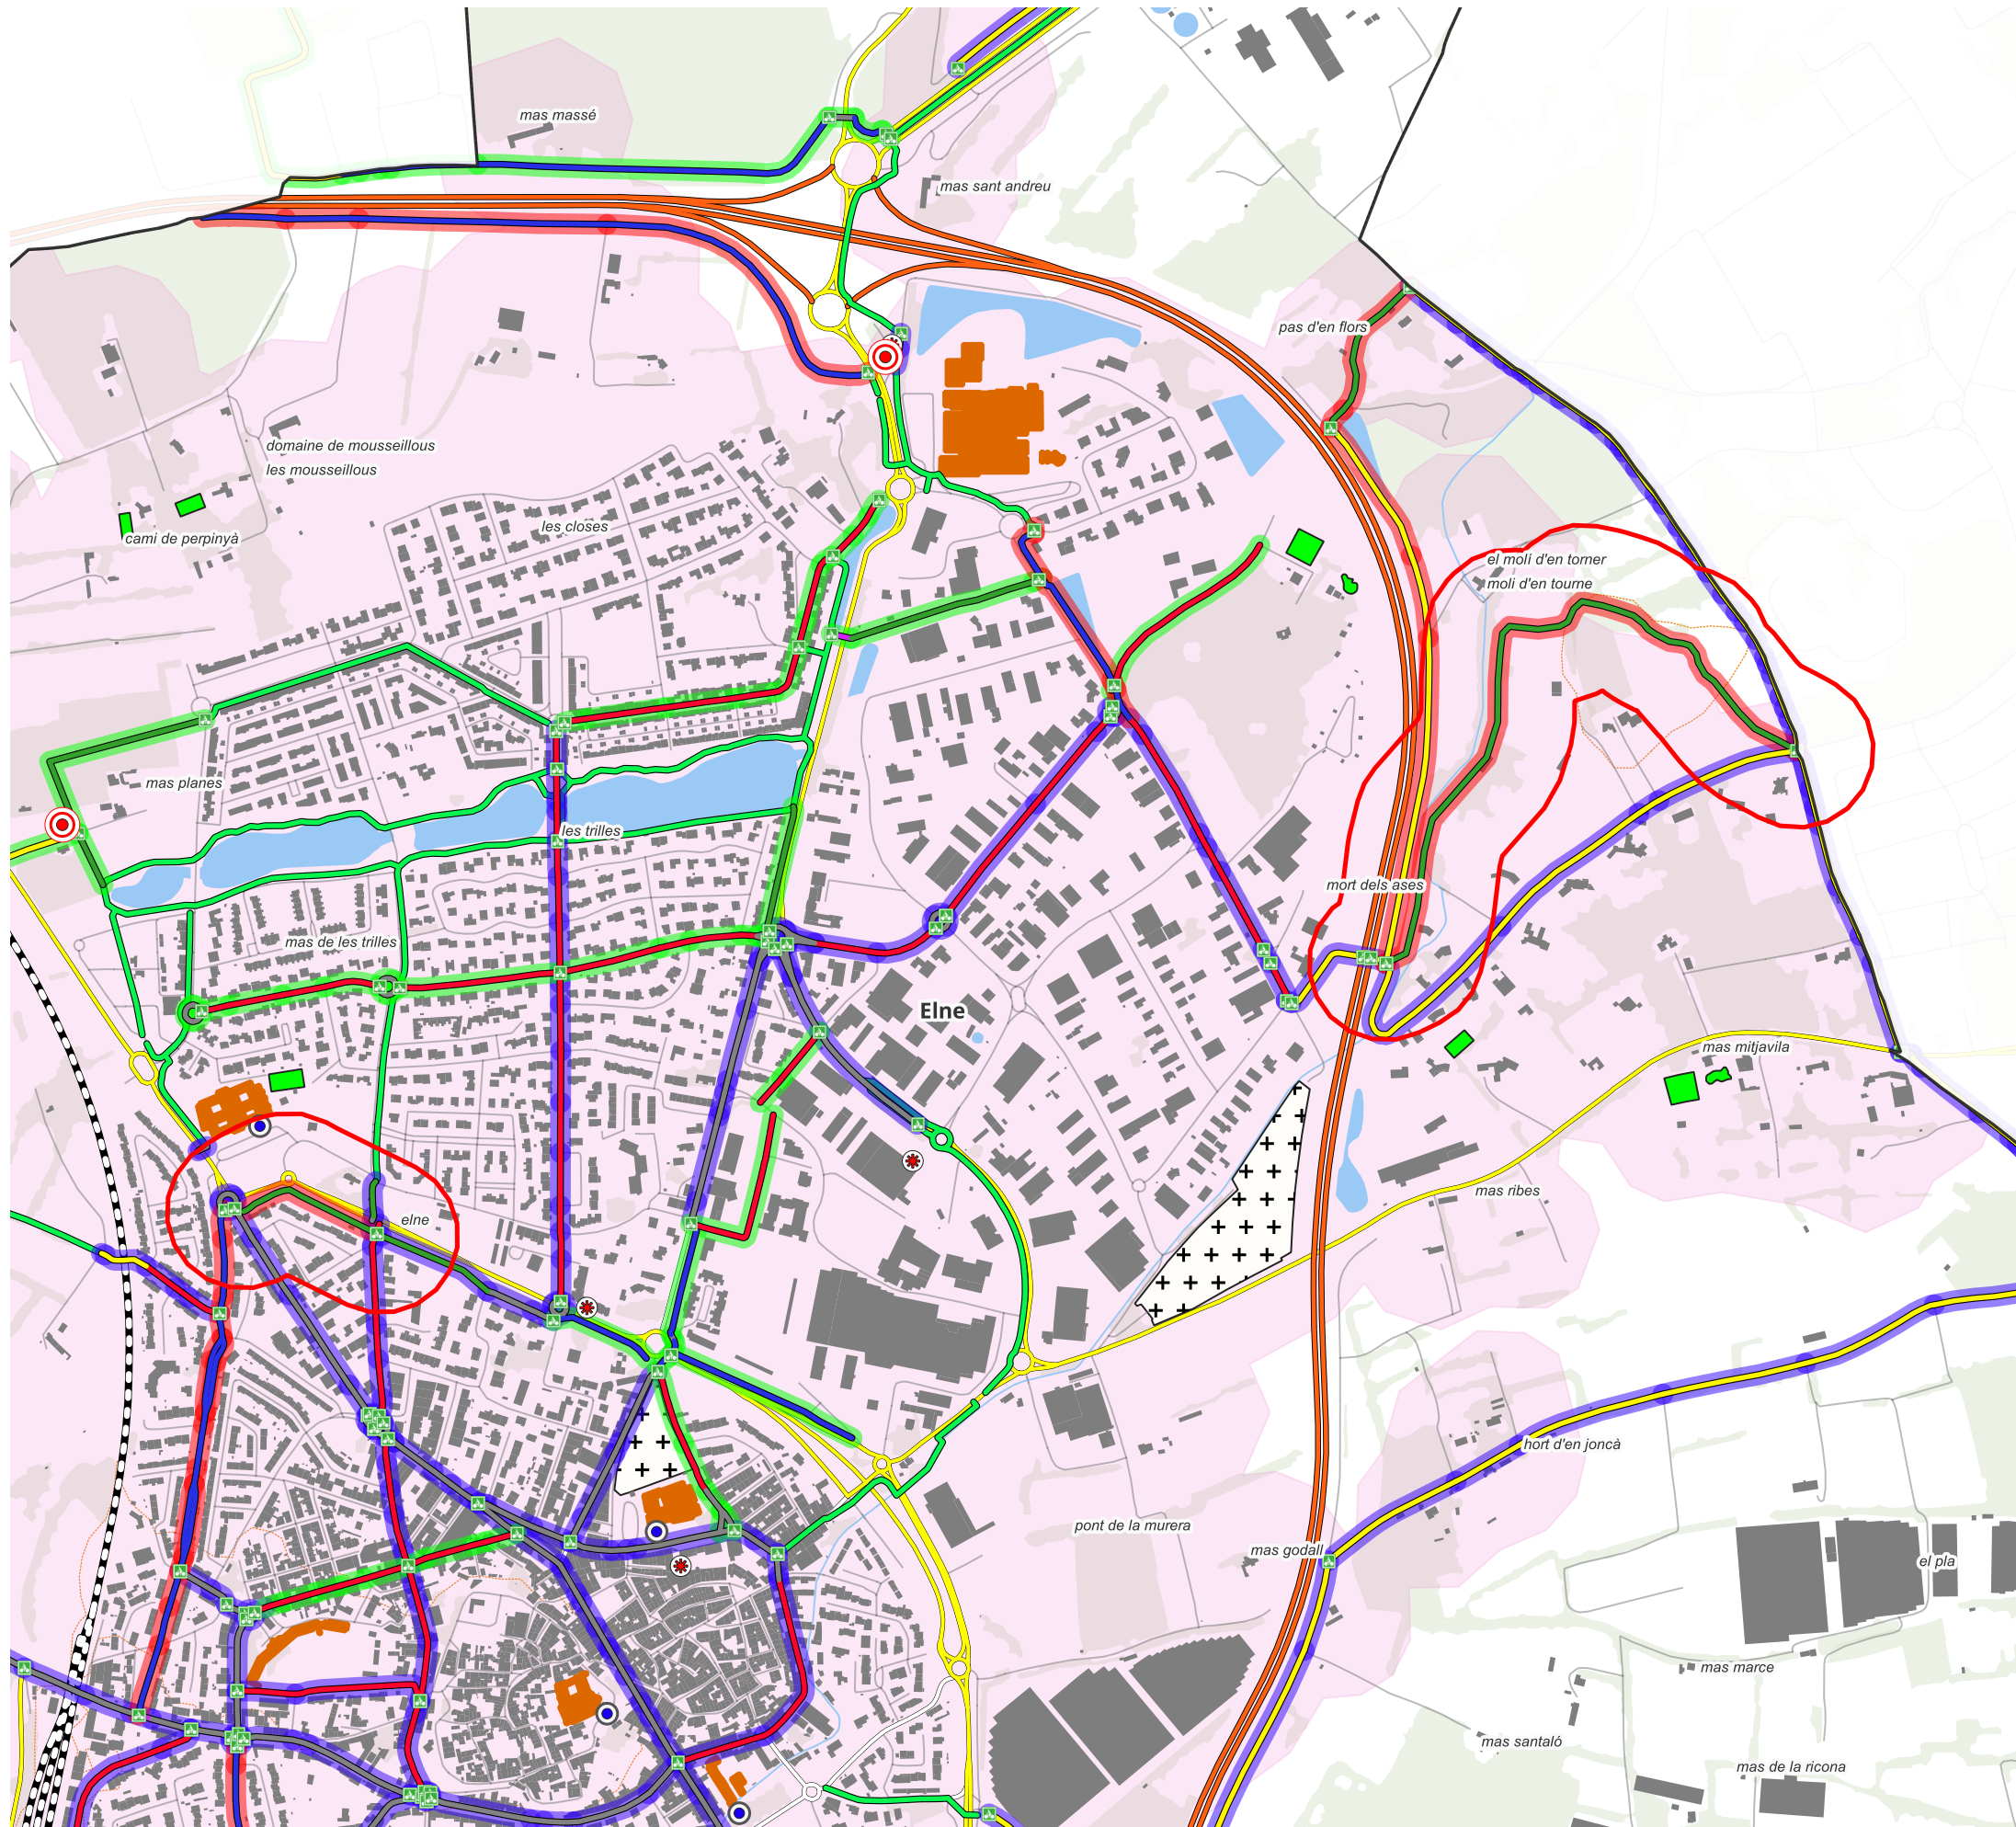 mas massé
mas sant andreu
pas d'en flors
domaine de mousseillous
les mousseillous
les closes
cami de perpinyà
el molí d'en torner
moli d'en tourne
mas planes
les trilles
mort dels ases
mas de les trilles
Elne
mas mitjavila
mas ribes
elne
hort d'en joncà
pont de la murera
mas godall
el pla
mas marce
mas santaló
mas de la ricona